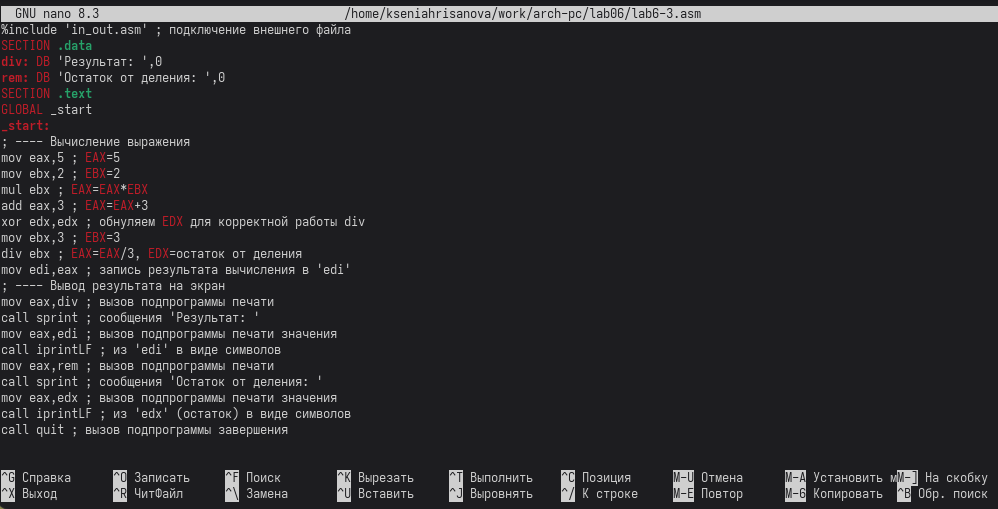 GNU nano 8.3 /home/kseniahrisanova/work/arch-pc/lab06/lab6-3.asm
%include 'in_out.asm' ; подключение внешнего файла
SECTION .data
div: DB 'Результат: ',0
rem: DB 'Остаток от деления: ',0
SECTION .text
GLOBAL _start
_start:
; ---- Вычисление выражения
mov eax,5 ; EAX=5
mov ebx,2 ; EBX=2
mul ebx ; EAX=EAX*EBX
add eax,3 ; EAX=EAX+3
xor edx,edx ; обнуляем EDX для корректной работы div
mov ebx,3 ; EBX=3
div ebx ; EAX=EAX/3, EDX=остаток от деления
mov edi,eax ; запись результата вычисления в 'edi'
; ---- Вывод результата на экран
mov eax,div ; вызов подпрограммы печати
call sprint ; сообщения 'Результат: '
mov eax,edi ; вызов подпрограммы печати значения
call iprintLF ; из 'edi' в виде символов
mov eax,rem ; вызов подпрограммы печати
call sprint ; сообщения 'Остаток от деления: '
mov eax,edx ; вызов подпрограммы печати значения
call iprintLF ; из 'edx' (остаток) в виде символов
call quit ; вызов подпрограммы завершения
^G Справка ^O Записать ^F Поиск ^K Вырезать ^T Выполнить ^C Позиция M-U Отмена M-A Установить м M-] На скобку
^X Выход ^R ЧитФайл ^\ Замена ^U Вставить ^J Выровнять ^/ К строке M-E Повтор M-6 Копировать ^B Обр. поиск